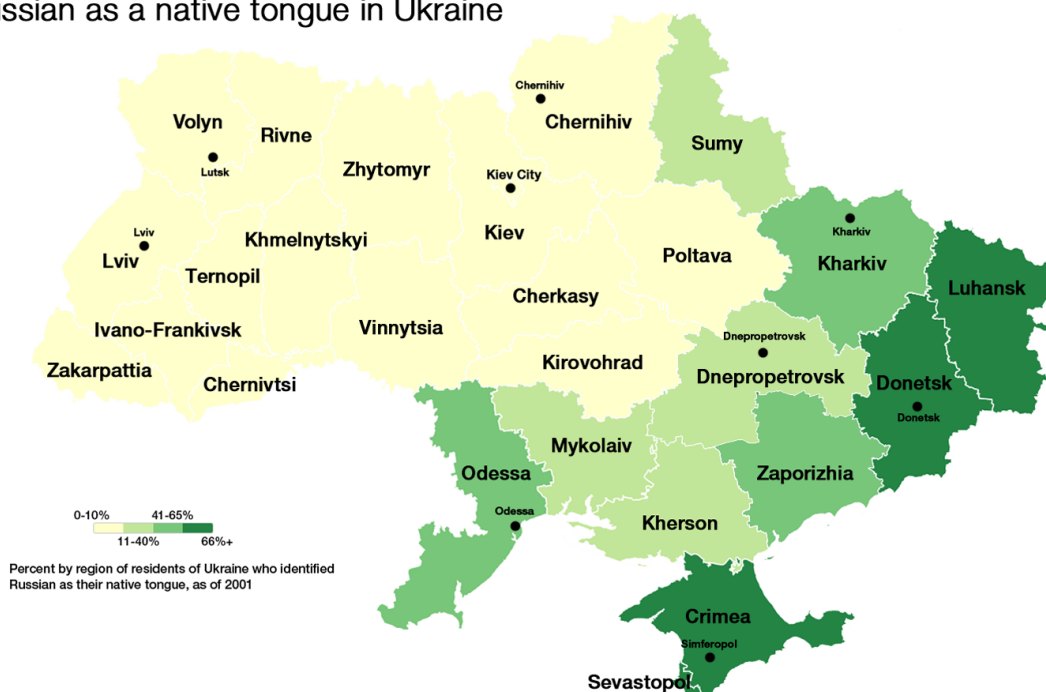 ssian as a native tongue in Ukraine
Chernihiv
Chernihiv
Volyn
Rivne
Sumy
Lutsk
Zhytomyr
Kiev City
Lviv
Kharkiv
Kiev
Khmelnytskyi
Lviv
Poltava
Kharkiv
Ternopil
Luhansk
Cherkasy
Ivano-Frankivsk
Vinnytsia
Dnepropetrovsk
Kirovohrad
Zakarpattia
Dnepropetrovsk
Chernivtsi
Donetsk
Donetsk
Mykolaiv
Odessa
Zaporizhia
Odessa
Kherson
0-10% 41-65%
11-40% 66%+
Percent by region of residents of Ukraine who identified
Russian as their native tongue, as of 2001
Crimea
Simferopol
Sevastopol